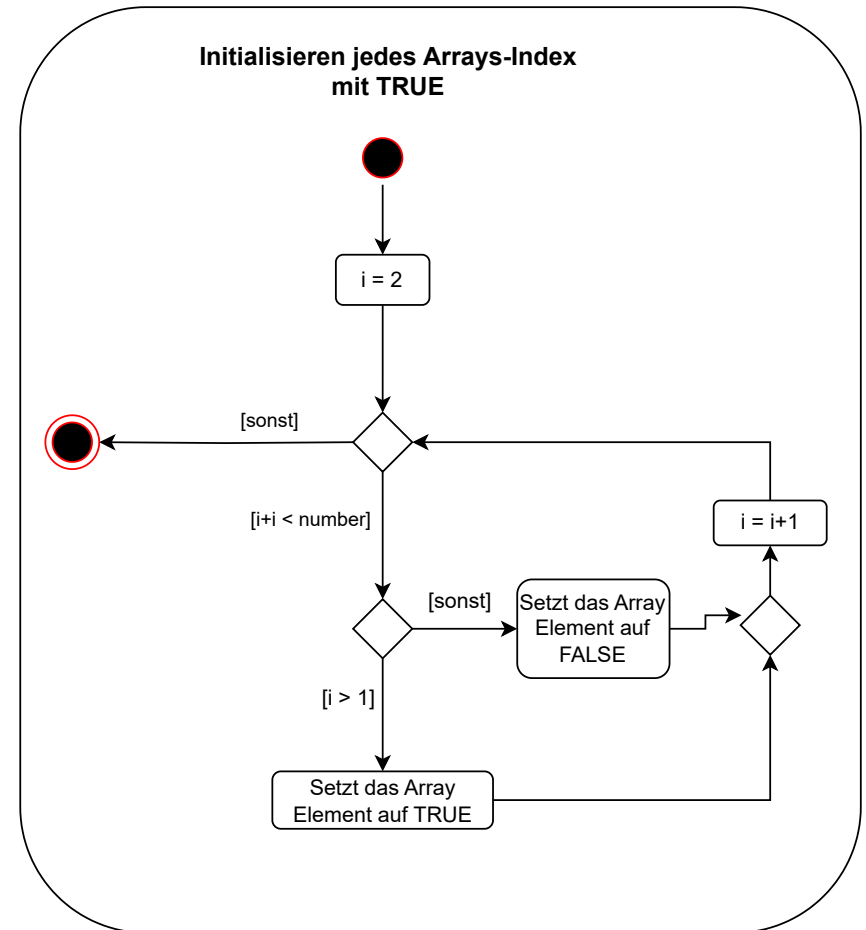 Initialisieren jedes Arrays-Index
mit TRUE
i = 2
[sonst]
[i+i < number]
i = i+1
[sonst]
Setzt das Array
Element auf
FALSE
[i > 1]
Setzt das Array
Element auf TRUE